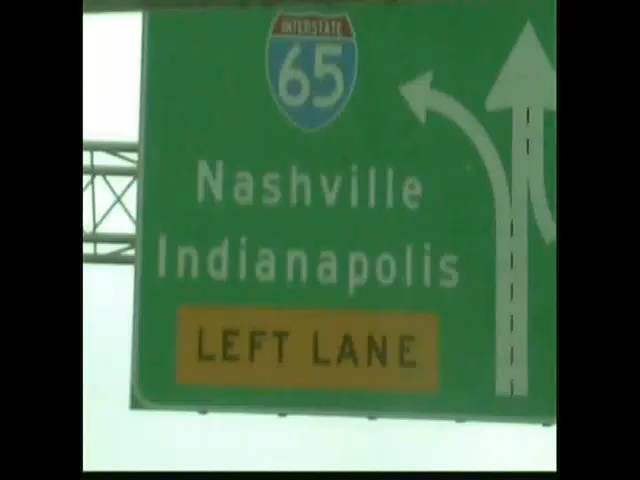 INTERSTATE
65
Nashville
Indianapolis
LEFT LANE